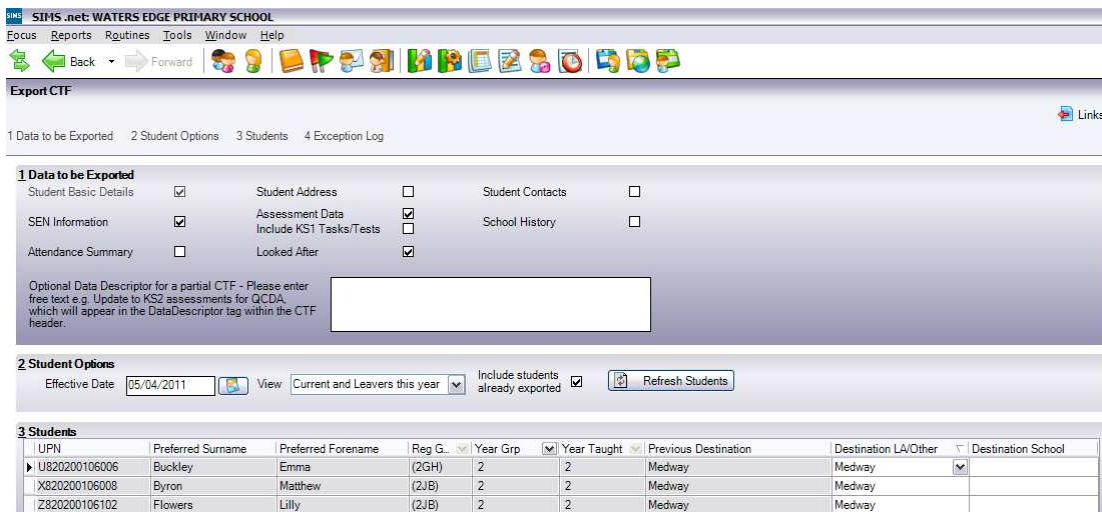 SIMS SIMS .net: WATERS EDGE PRIMARY SCHOOL
Focus Reports Routines Tools Window Help
Back Forward
Export CTF
Links
1 Data to be Exported 2 Student Options 3 Students 4 Exception Log
1 Data to be Exported
Student Basic Details Student Address Student Contacts
SEN Information Assessment Data School History
Include KS1 Tasks/Tests
Attendance Summary Looked After
Optional Data Descriptor for a partial CTF - Please enter
free text e.g. Update to KS2 assessments for QCDA,
which will appear in the DataDescriptor tag within the CTF
header.
2 Student Options
Effective Date 05/04/2011 View Current and Leavers this year Include students
already exported Refresh Students
3 Students
UPN Preferred Surname Preferred Forename Reg G... Year Grp Year Taught Previous Destination Destination LA/Other Destination School
U820200106006 Buckley Emma (2GH) 2 2 Medway Medway
X820200106008 Byron Matthew (2JB) 2 2 Medway Medway
Z820200106102 Flowers Lilly (2JB) 2 2 Medway Medway